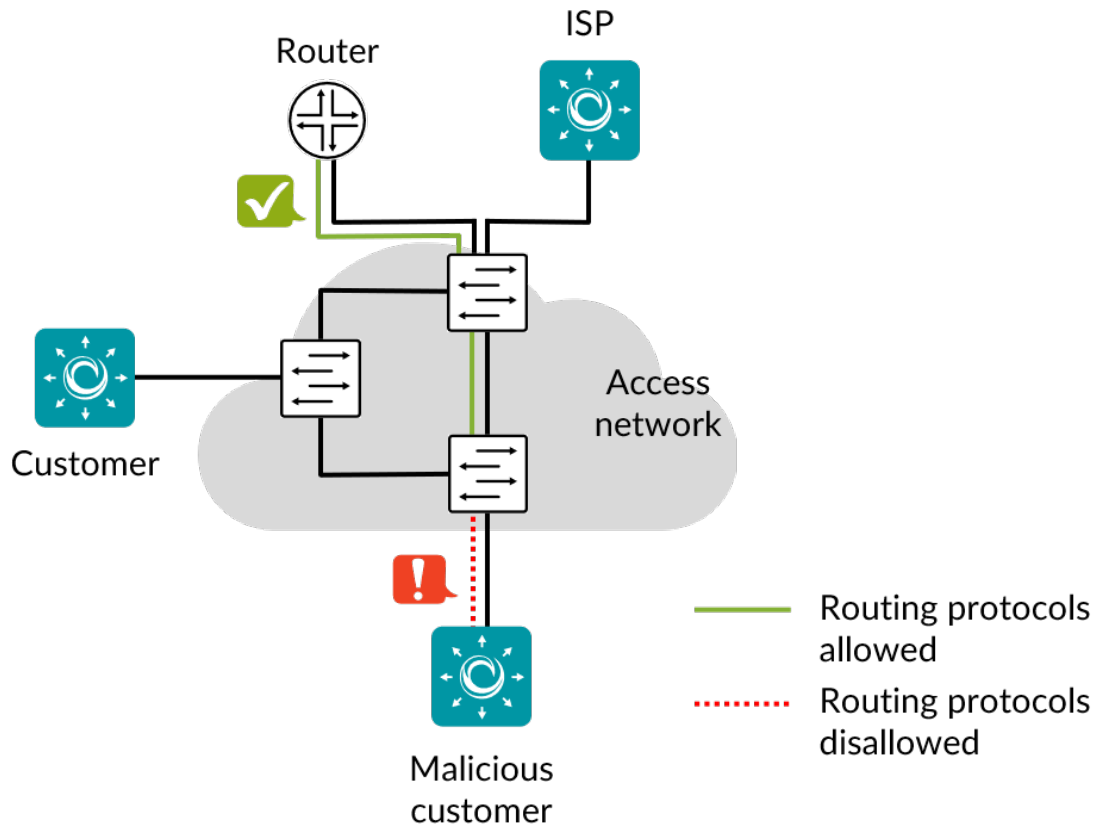 ISP
Router
Access
network
Customer
Routing protocols
allowed
Routing protocols
disallowed
Malicious
customer